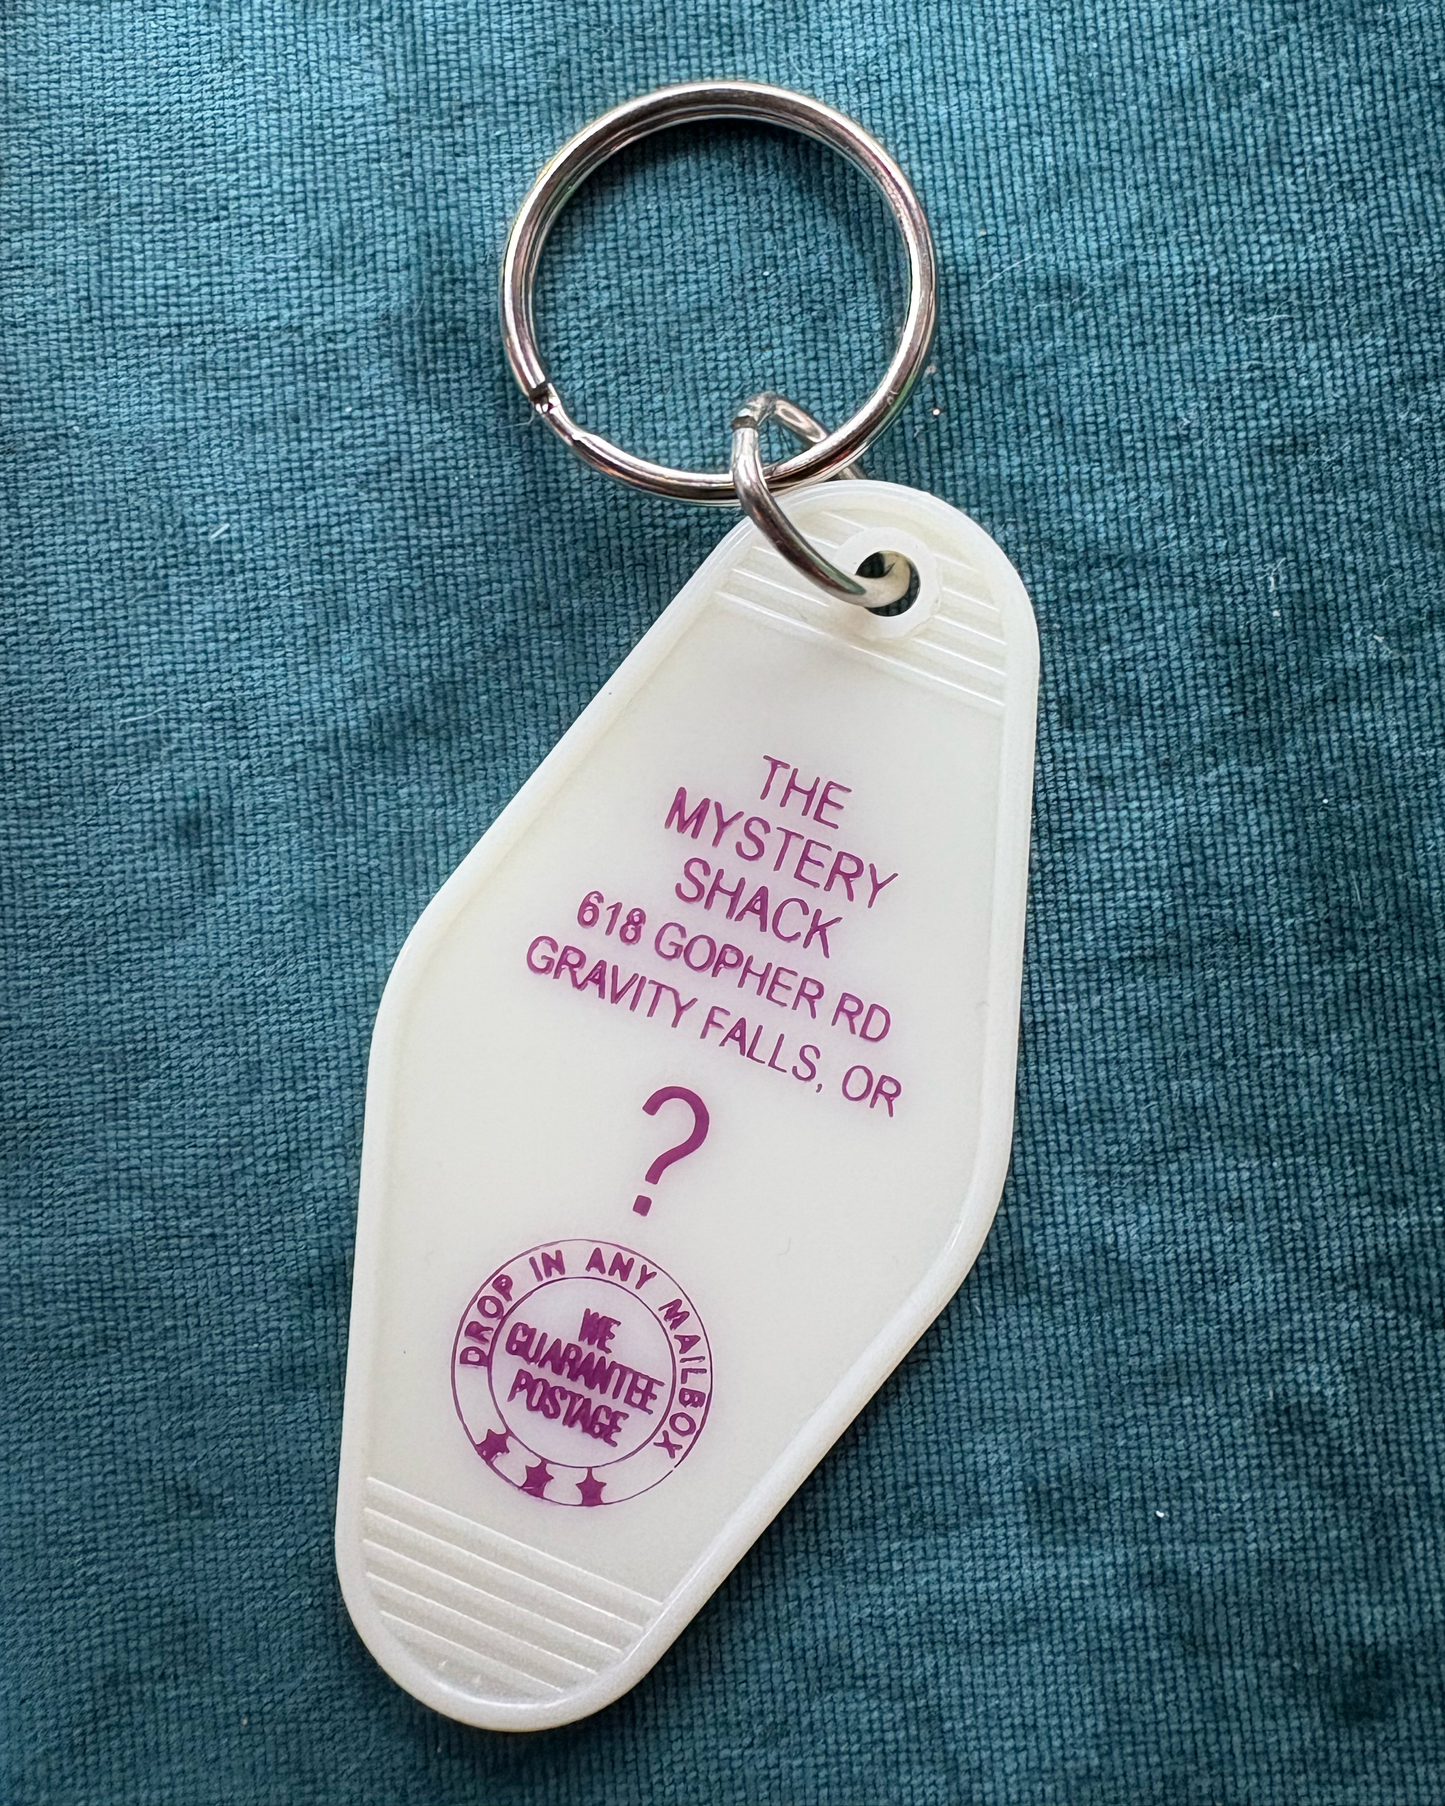 THE
MYSTERY
SHACK
618 GOPHER RD
GRAVITY FALLS, OR
?
DROP IN ANY MAILBOX
WE
GUARANTEE
POSTAGE